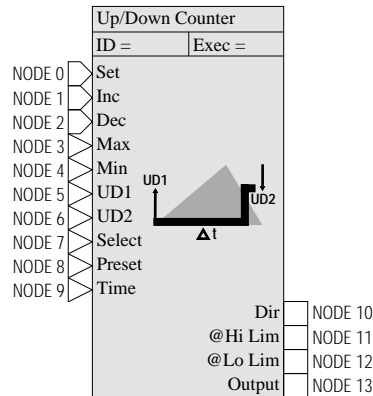 Up/Down Counter
ID = Exec =
NODE 0 Set
NODE 1 Inc
NODE 2 Dec
NODE 3 Max
NODE 4 Min
NODE 5 UD1
NODE 6 UD2
NODE 7 Select
NODE 8 Preset
NODE 9 Time
UD1
UD2
Δ t
Dir NODE 10
@Hi Lim NODE 11
@Lo Lim NODE 12
Output NODE 13